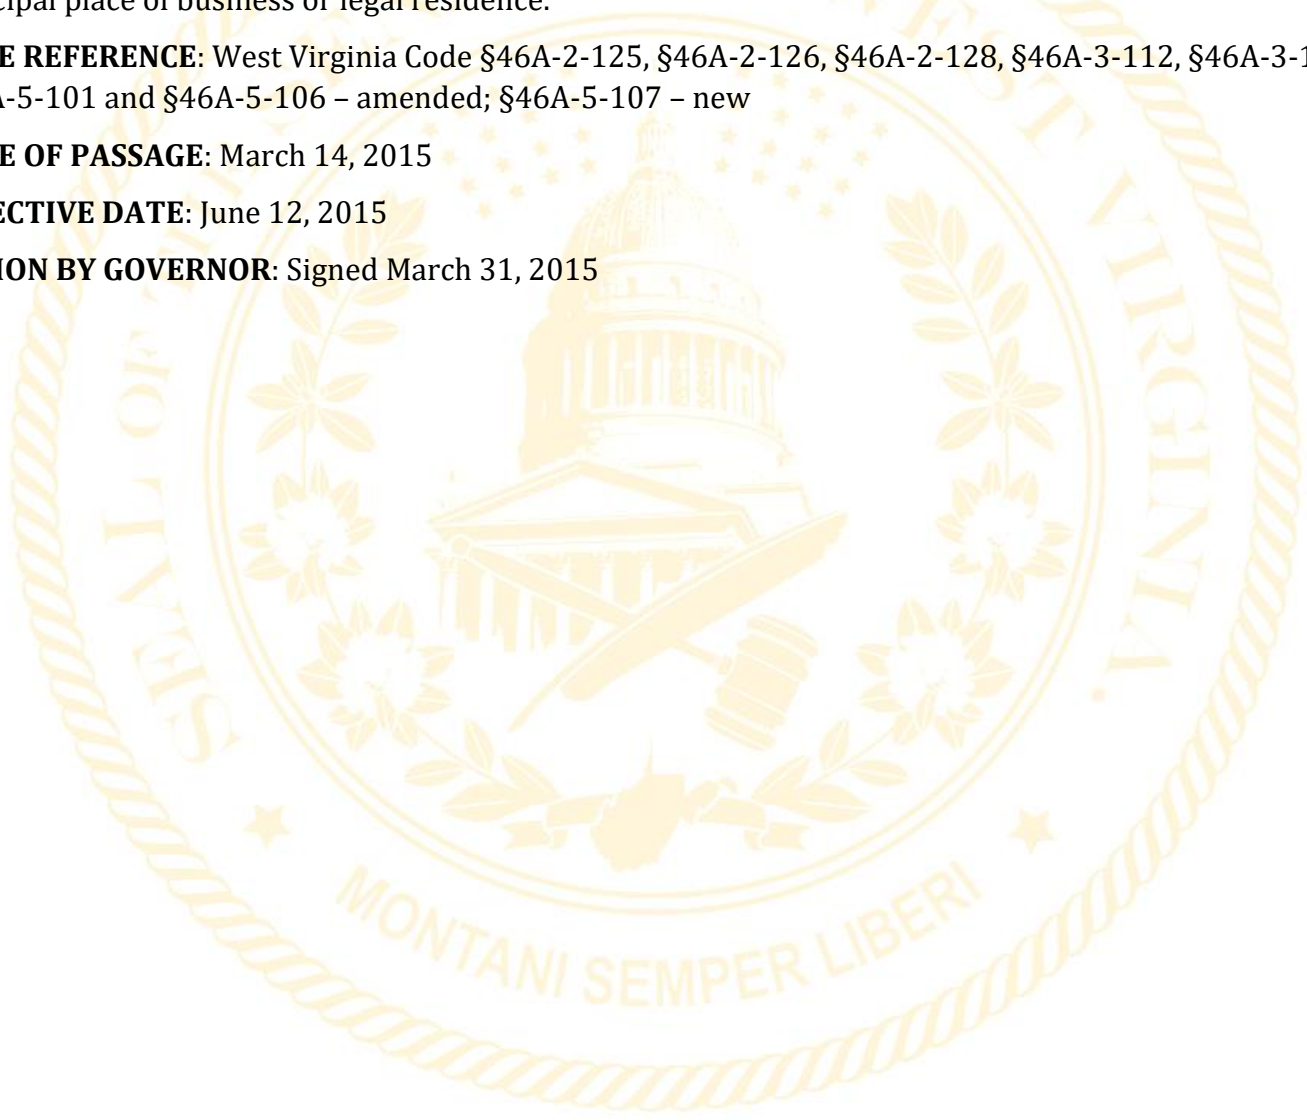 cipal place of business or legal residence.
E REFERENCE: West Virginia Code §46A-2-125, §46A-2-126, §46A-2-128, §46A-3-112, §46A-3-1
-5-101 and §46A-5-106 – amended; §46A-5-107 – new
E OF PASSAGE: March 14, 2015
ECTIVE DATE: June 12, 2015
ION BY GOVERNOR: Signed March 31, 2015
WEST VIRGINIA
MONTANI SEMPER LIBERI